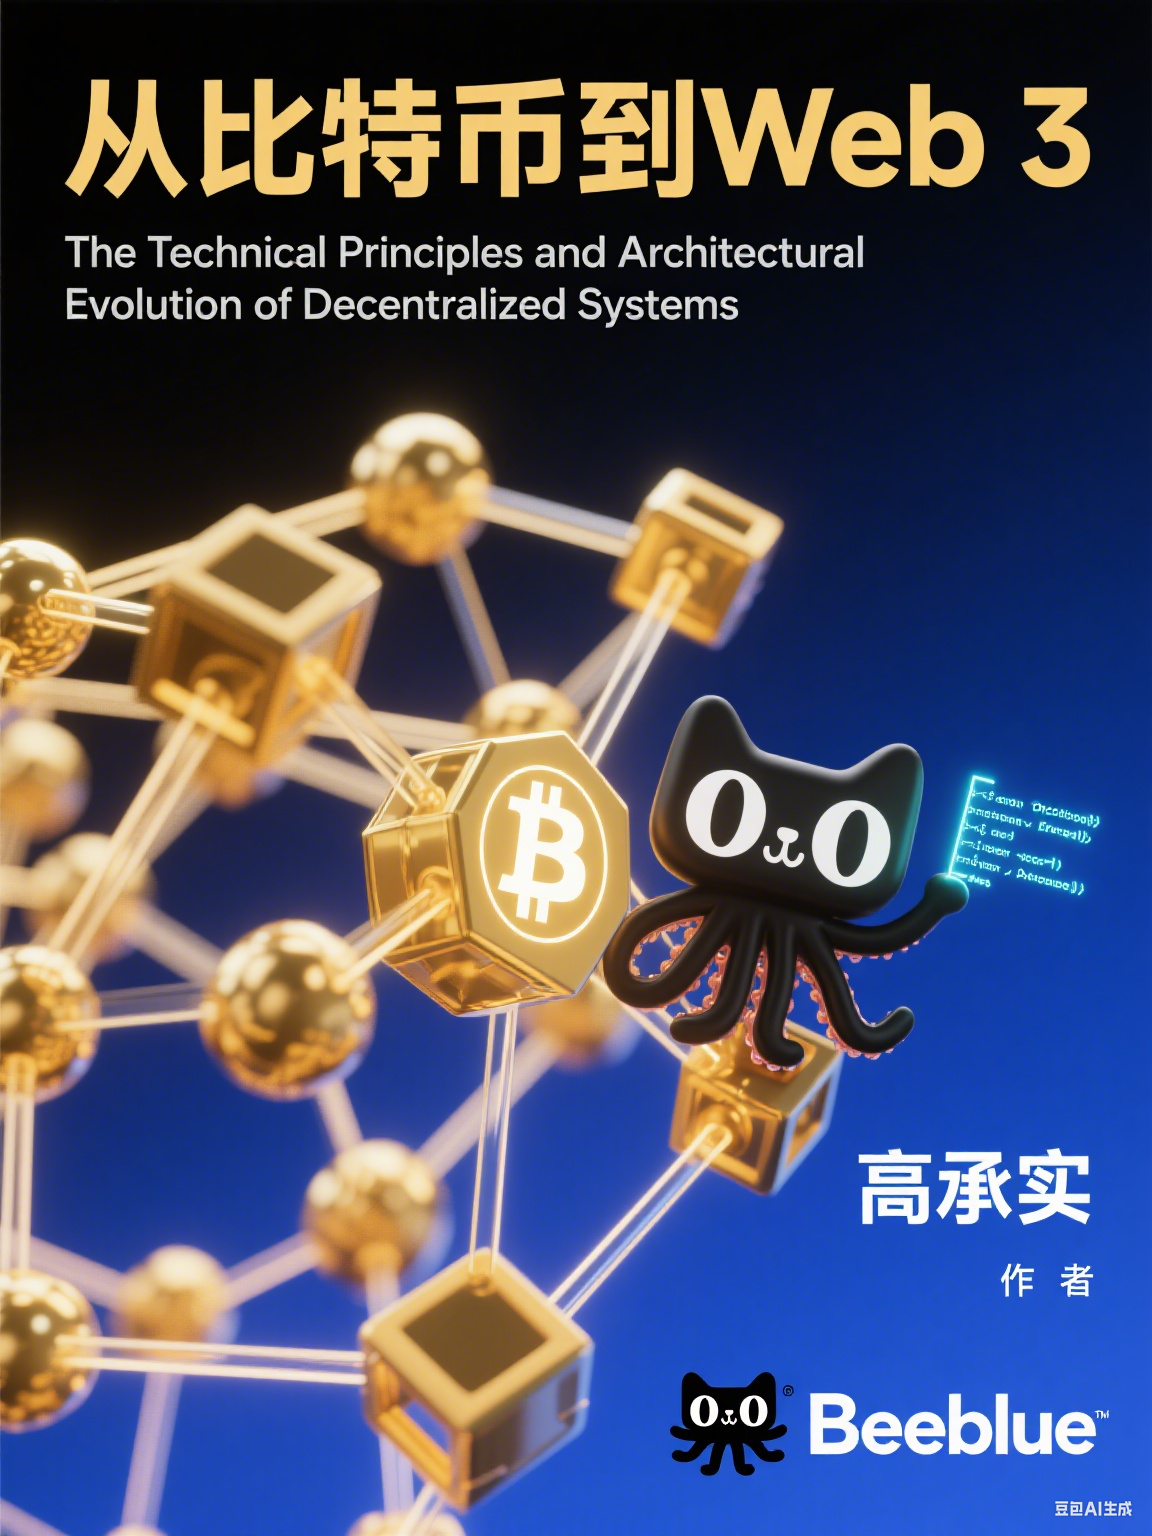 从比特币到Web 3
The Technical Principles and Architectural
Evolution of Decentralized Systems
高承实
作 者
Beeblue™
豆包AI生成